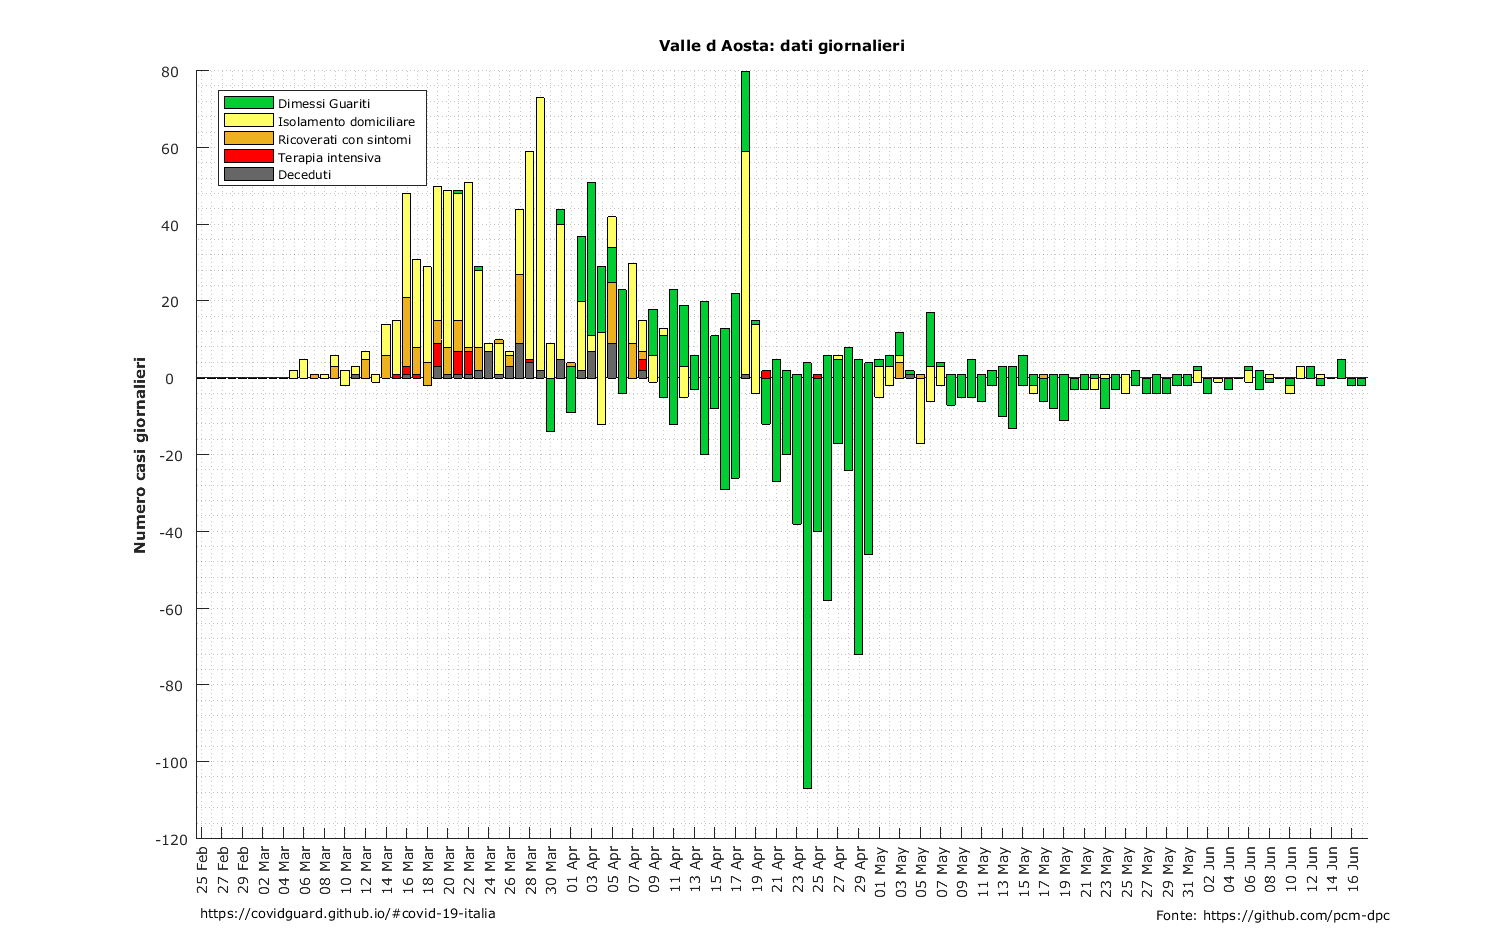 Valle d Aosta: dati giornalieri
Numero casi giornalieri
80
60
40
20
0
-20
-40
-60
-80
-100
-120
Dimessi Guariti
Isolamento domiciliare
Ricoverati con sintomi
Terapia intensiva
Deceduti
25 Feb
27 Feb
29 Feb
02 Mar
04 Mar
06 Mar
08 Mar
10 Mar
12 Mar
14 Mar
16 Mar
18 Mar
20 Mar
22 Mar
24 Mar
26 Mar
28 Mar
30 Mar
01 Apr
03 Apr
05 Apr
07 Apr
09 Apr
11 Apr
13 Apr
15 Apr
17 Apr
19 Apr
21 Apr
23 Apr
25 Apr
27 Apr
29 Apr
01 May
03 May
05 May
07 May
09 May
11 May
13 May
15 May
17 May
19 May
21 May
23 May
25 May
27 May
29 May
31 May
02 Jun
04 Jun
06 Jun
08 Jun
10 Jun
12 Jun
14 Jun
16 Jun
https://covidguard.github.io/#covid-19-italia
Fonte: https://github.com/pcm-dpc